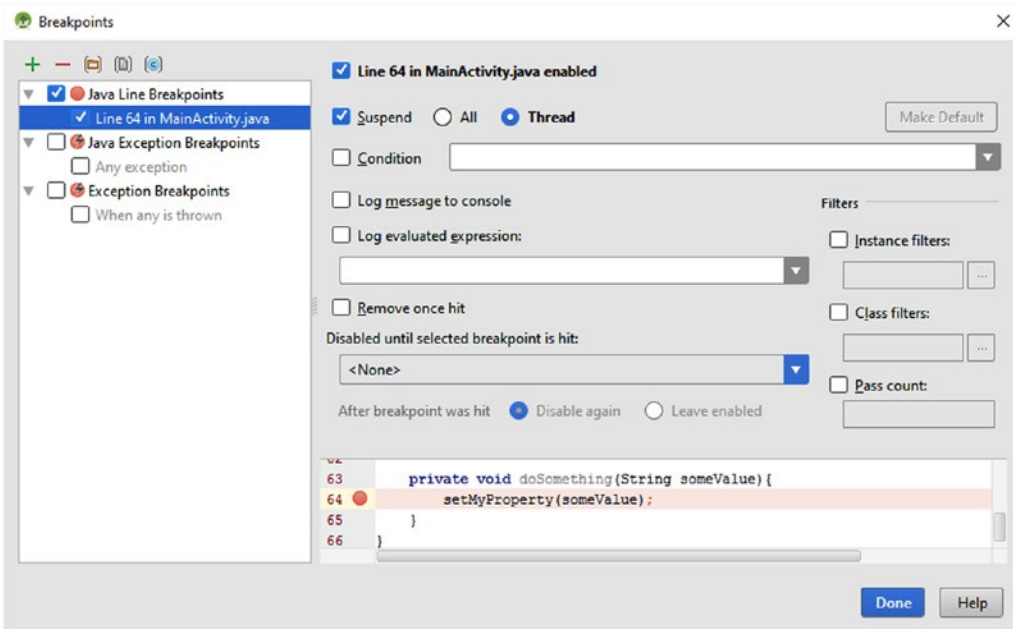 Breakpoints
Java Line Breakpoints
Line 64 in MainActivity.java
Java Exception Breakpoints
Any exception
Exception Breakpoints
When any is thrown
Line 64 in MainActivity.java enabled
Suspend All Thread Make Default
Condition
Log message to console
Log evaluated expression:
Remove once hit
Disabled until selected breakpoint is hit:
<None>
After breakpoint was hit Disable again Leave enabled
Filters
Instance filters:
...
Class filters:
...
Pass count:
62
63 private void doSomething(String someValue){
64 setMyProperty(someValue);
65 }
66 }
Done Help